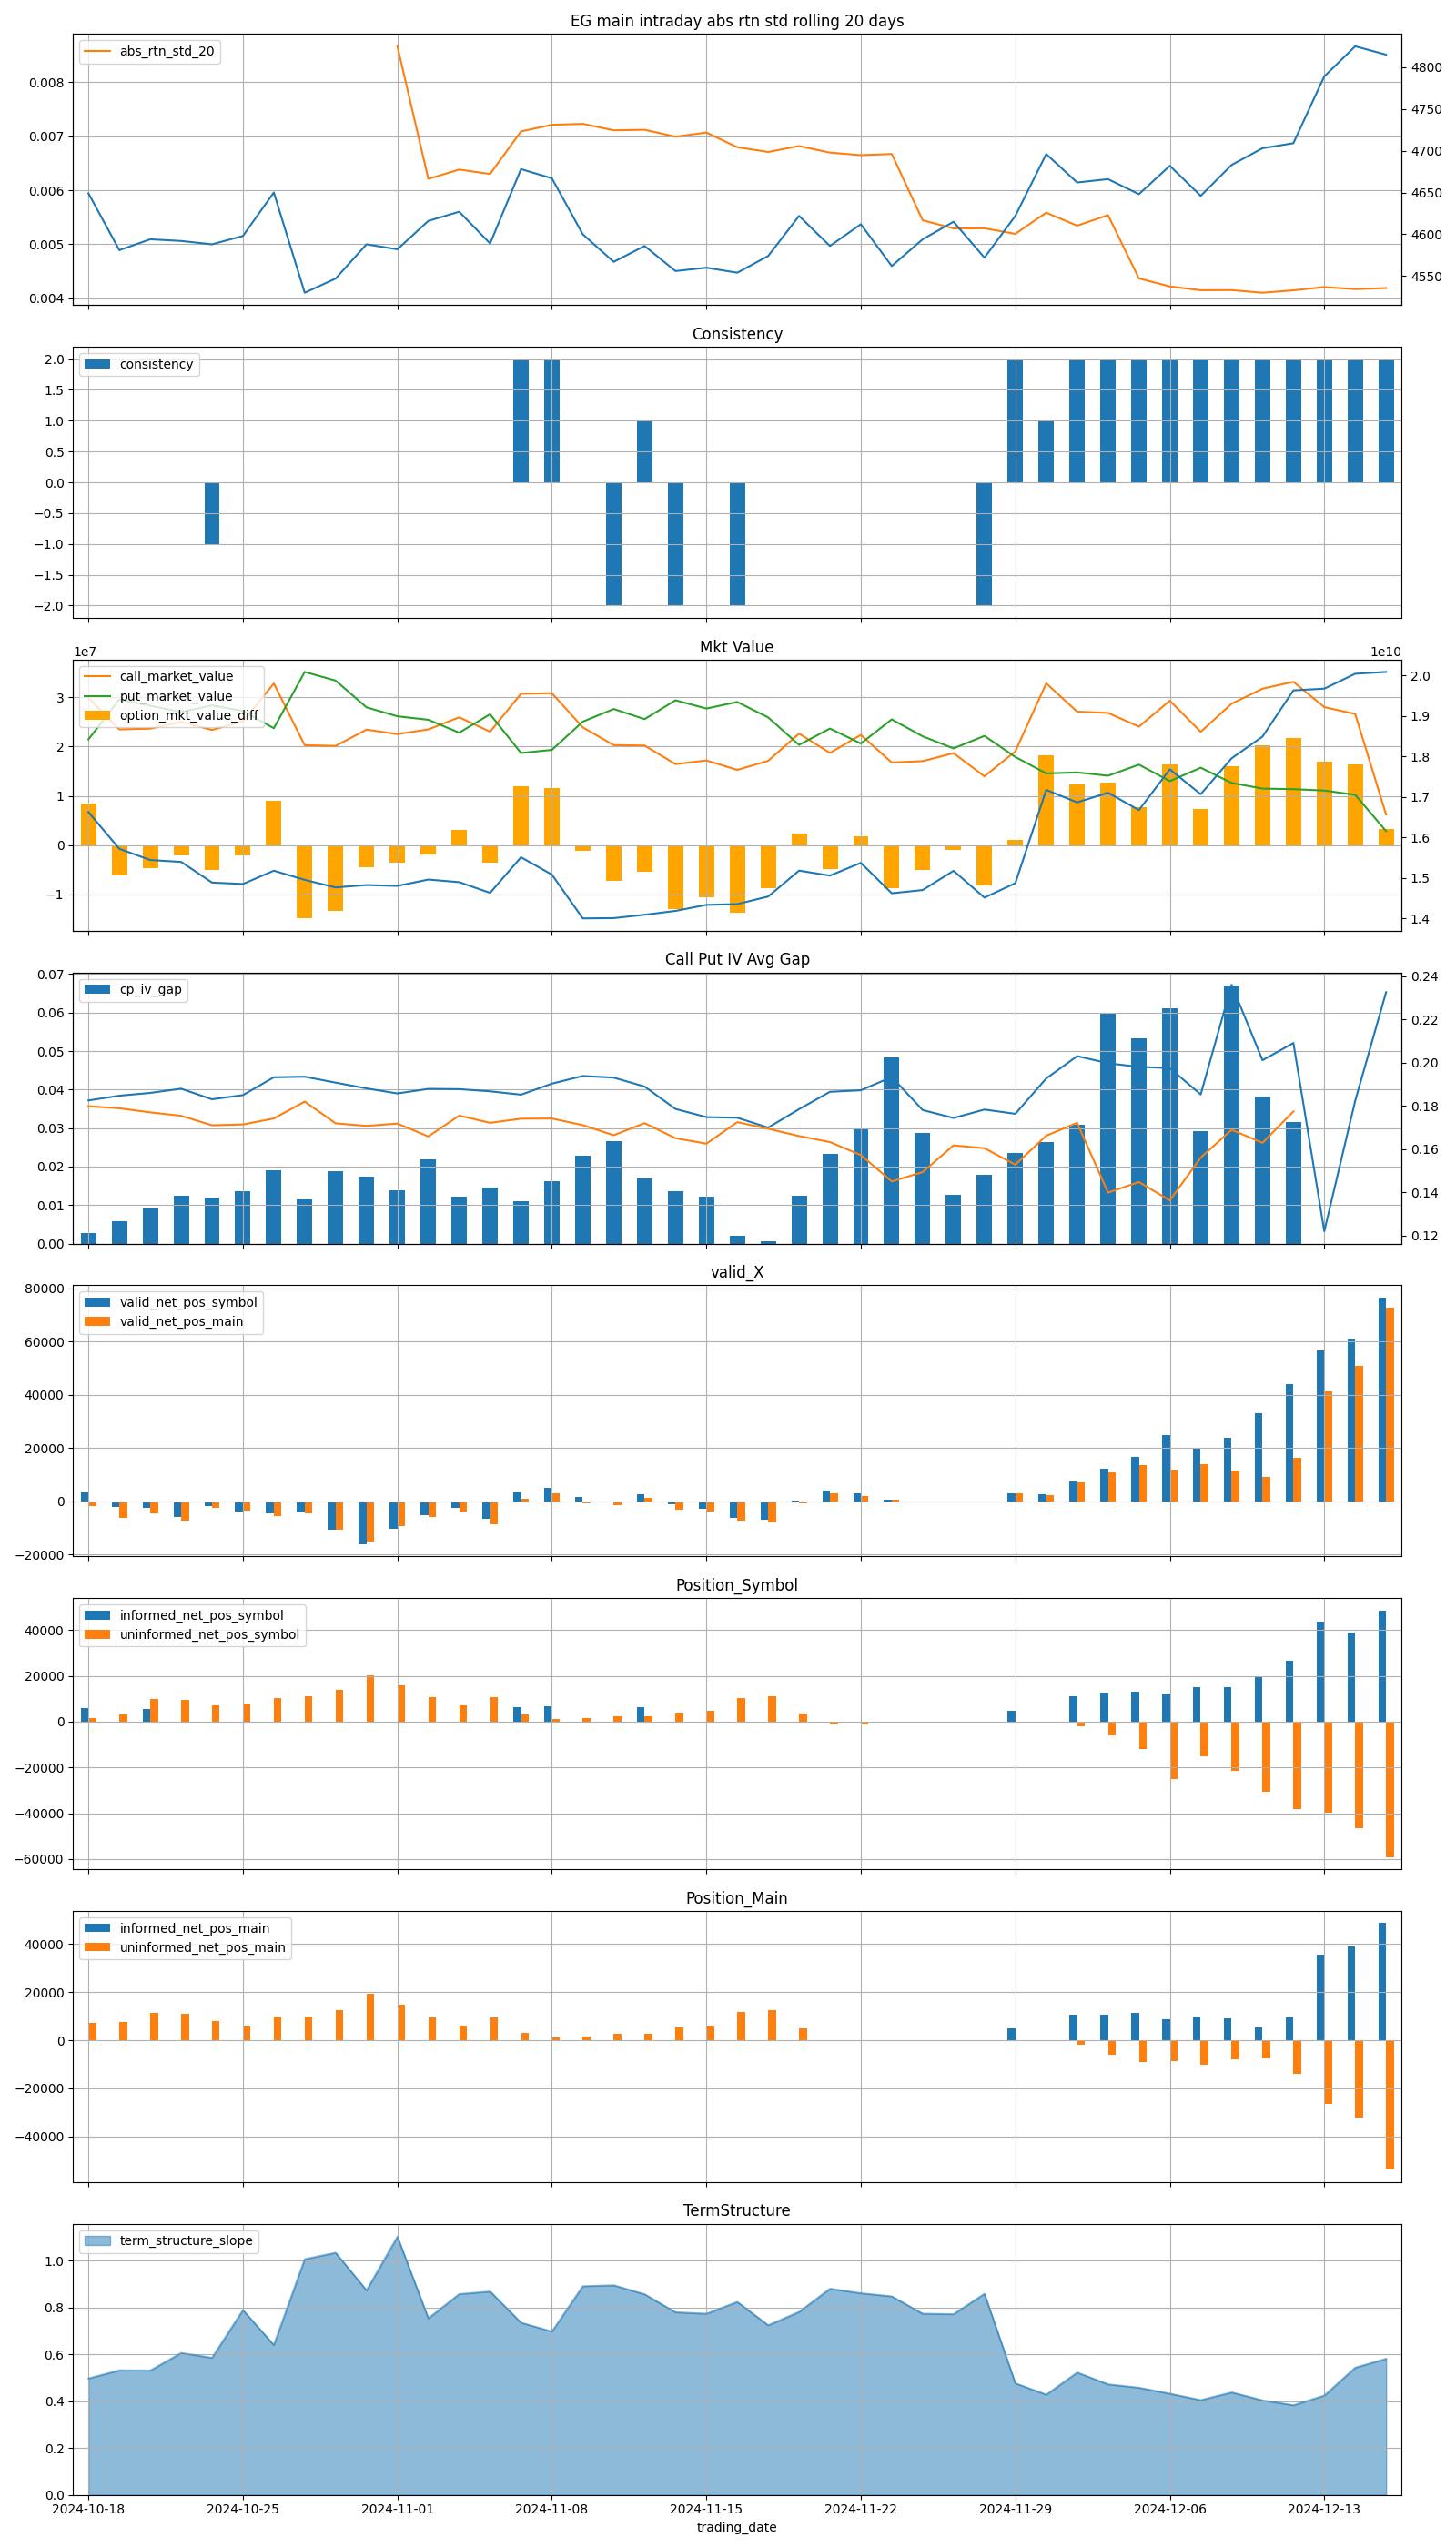 EG main intraday abs rtn std rolling 20 days
abs_rtn_std_20
0.008
0.007
0.006
0.005
0.004
4800
4750
4700
4650
4600
4550
Consistency
consistency
2.0
1.5
1.0
0.5
0.0
−0.5
−1.0
−1.5
−2.0
Mkt Value
1e7
1e10
call_market_value
put_market_value
option_mkt_value_diff
3
2
1
0
−1
2.0
1.9
1.8
1.7
1.6
1.5
1.4
Call Put IV Avg Gap
cp_iv_gap
0.07
0.06
0.05
0.04
0.03
0.02
0.01
0.00
0.24
0.22
0.20
0.18
0.16
0.14
0.12
valid_X
valid_net_pos_symbol
valid_net_pos_main
80000
60000
40000
20000
0
−20000
Position_Symbol
informed_net_pos_symbol
uninformed_net_pos_symbol
40000
20000
0
−20000
−40000
−60000
Position_Main
informed_net_pos_main
uninformed_net_pos_main
40000
20000
0
−20000
−40000
TermStructure
term_structure_slope
1.0
0.8
0.6
0.4
0.2
0.0
2024-10-18 2024-10-25 2024-11-01 2024-11-08 2024-11-15 2024-11-22 2024-11-29 2024-12-06 2024-12-13
trading_date